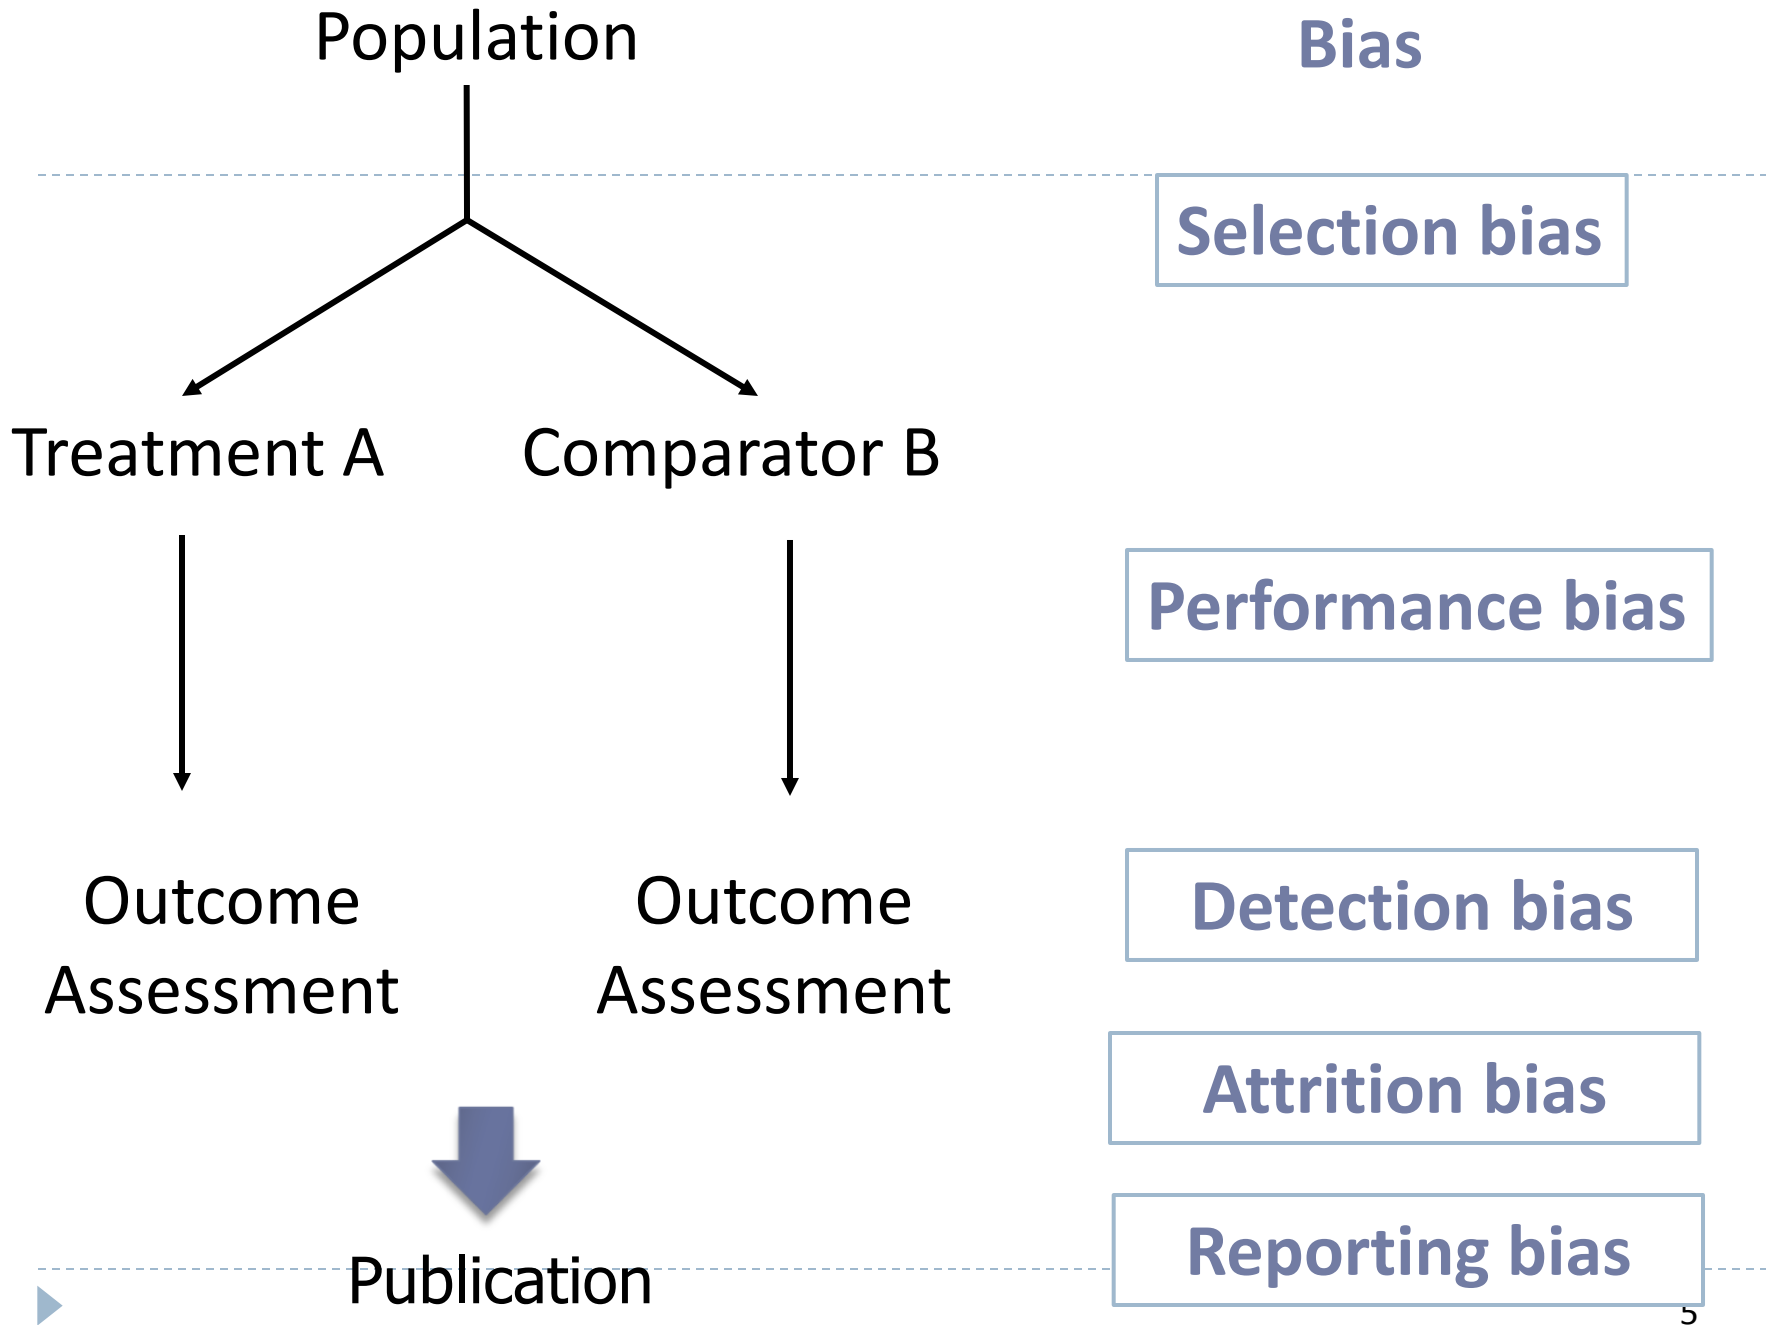 Population
Bias
Selection bias
Treatment A
Comparator B
Performance bias
Outcome
Assessment
Outcome
Assessment
Detection bias
Attrition bias
Publication
Reporting bias
5